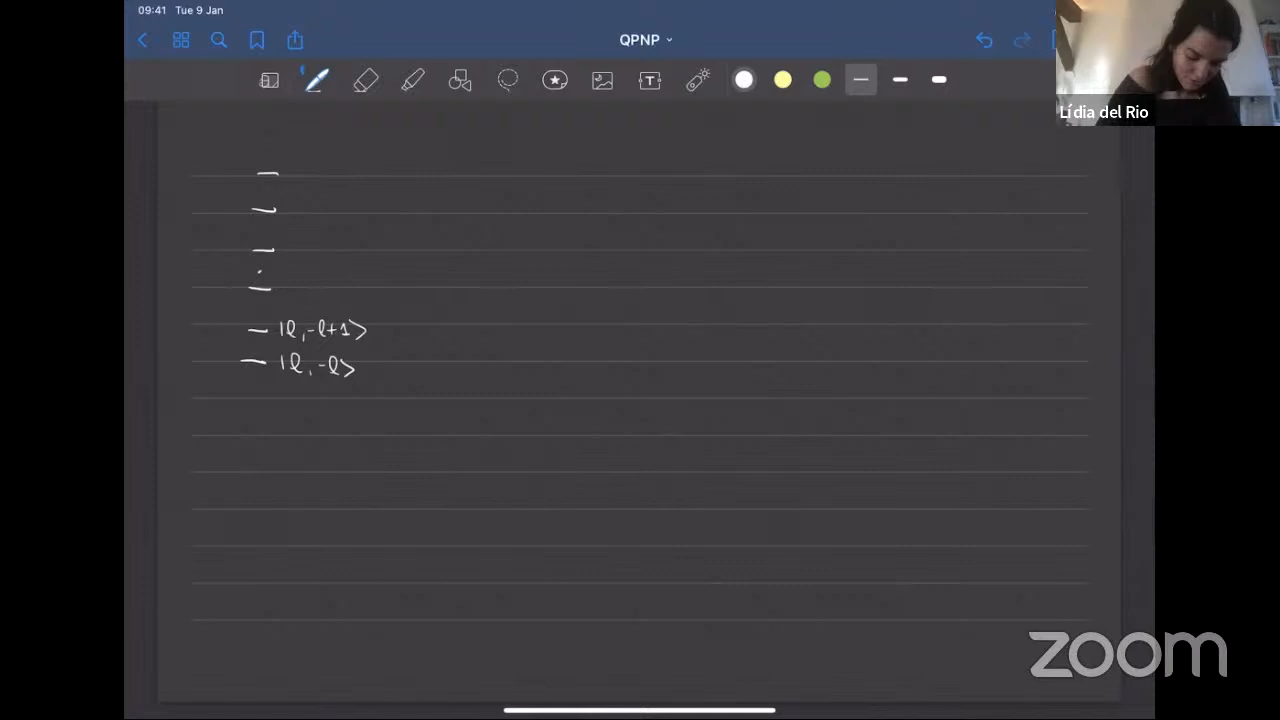 09:41 Tue 9 Jan
QPNP
T
Lídia del Rio
|l, -l+1>
|l, -l>
zoom